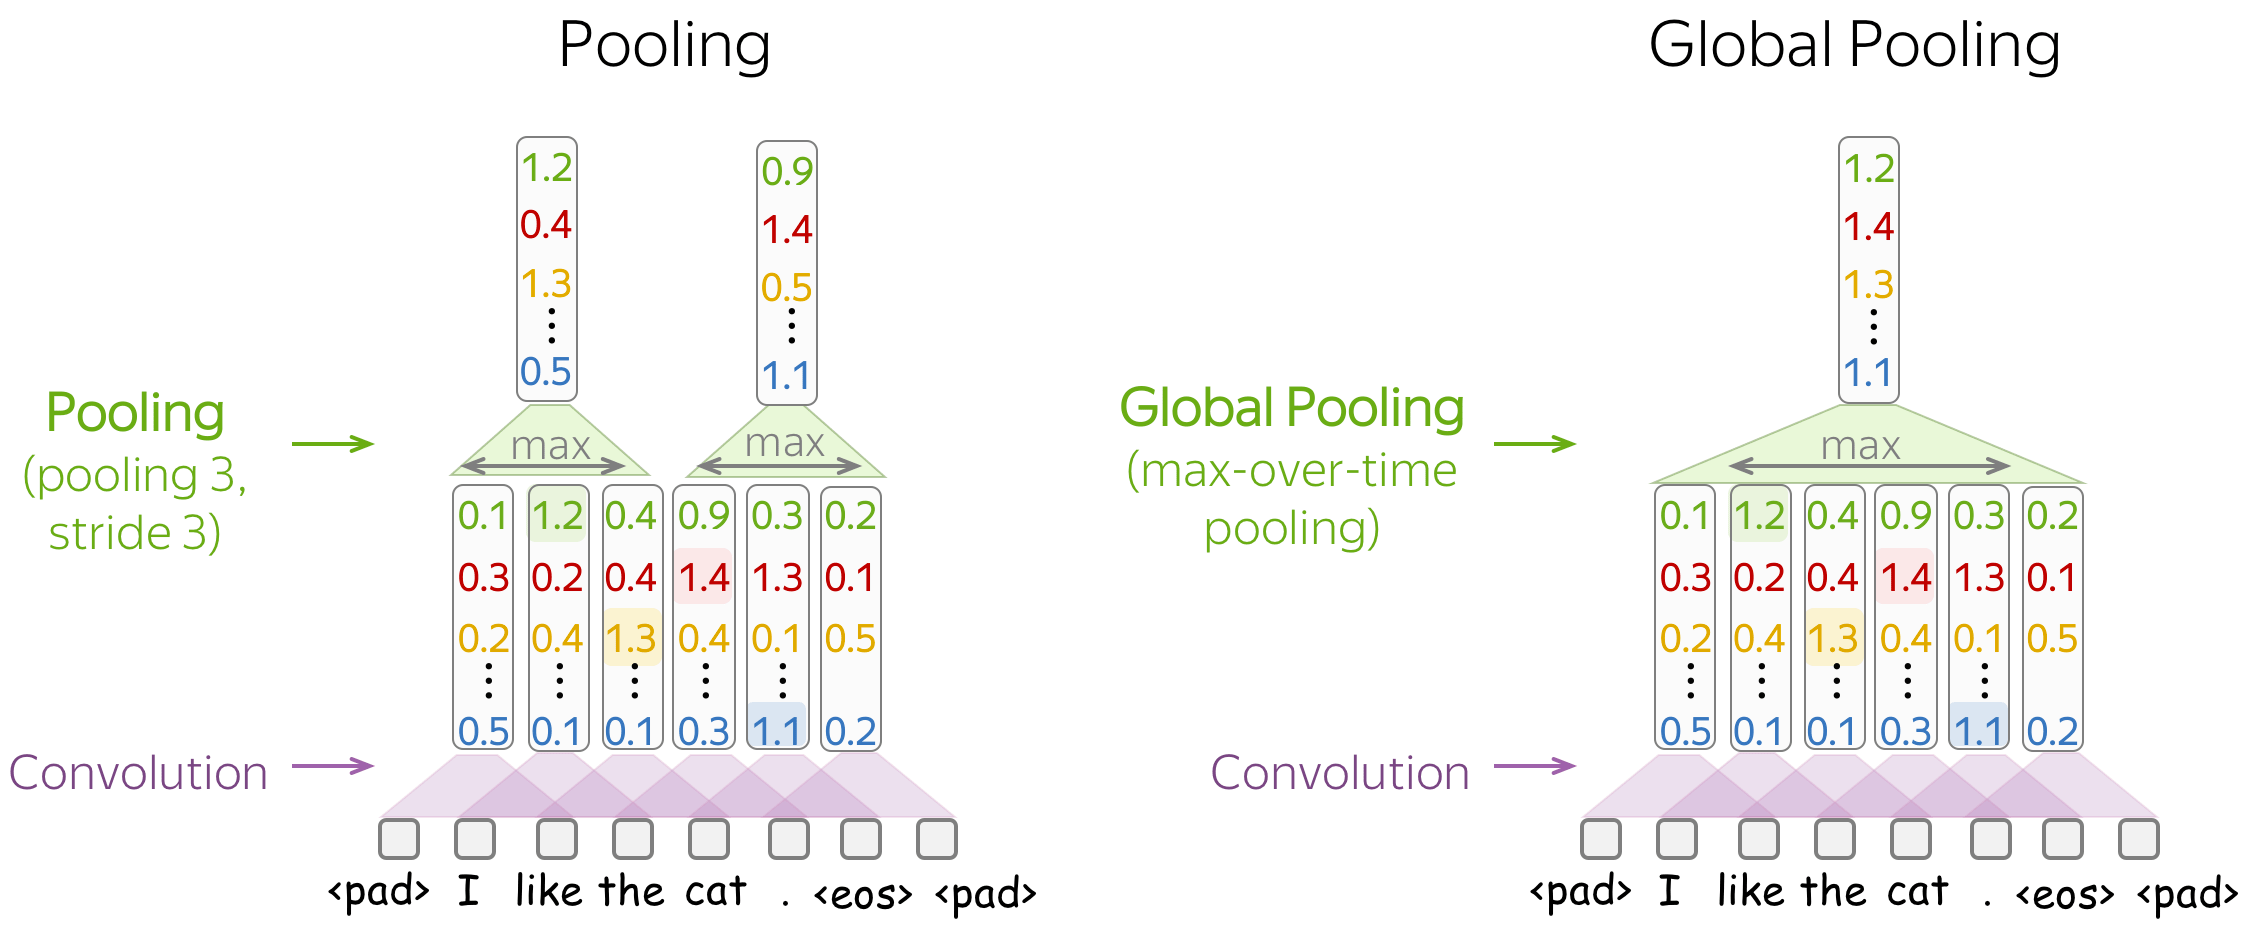 Pooling
1.2 0.9
0.4 1.4
1.3 0.5
0.5 1.1
Pooling
(pooling 3,
stride 3)
max max
0.1 1.2 0.4 0.9 0.3 0.2
0.3 0.2 0.4 1.4 1.3 0.1
0.2 0.4 1.3 0.4 0.1 0.5
0.5 0.1 0.1 0.3 1.1 0.2
Convolution
<pad> I like the cat . <eos> <pad>
Global Pooling
1.2
1.4
1.3
1.1
Global Pooling
(max-over-time
pooling)
max
0.1 1.2 0.4 0.9 0.3 0.2
0.3 0.2 0.4 1.4 1.3 0.1
0.2 0.4 1.3 0.4 0.1 0.5
0.5 0.1 0.1 0.3 1.1 0.2
Convolution
<pad> I like the cat . <eos> <pad>